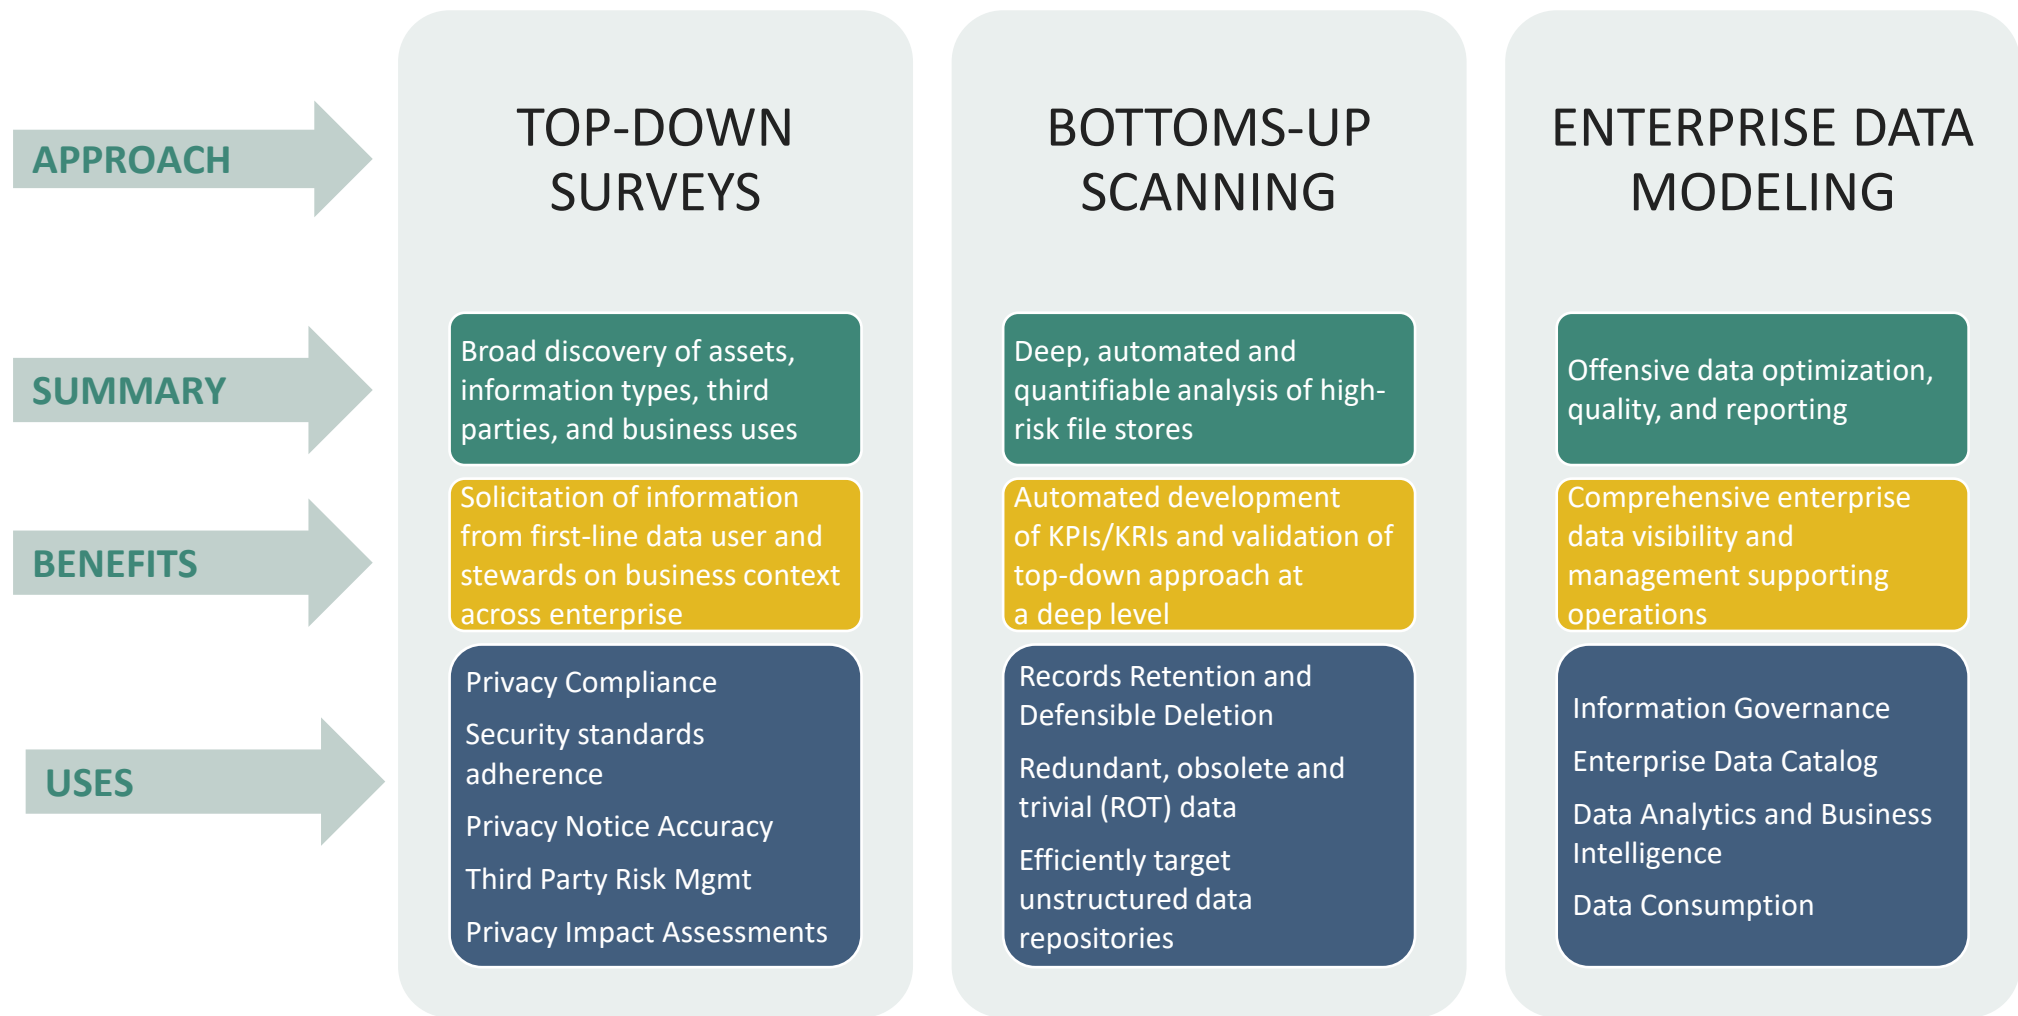 APPROACH
TOP-DOWN
SURVEYS
BOTTOMS-UP
SCANNING
ENTERPRISE DATA
MODELING
SUMMARY
Broad discovery of assets,
information types, third
parties, and business uses
Deep, automated and
quantifiable analysis of high-
risk file stores
Offensive data optimization,
quality, and reporting
BENEFITS
Solicitation of information
from first-line data user and
stewards on business context
across enterprise
Automated development
of KPIs/KRIs and validation of
top-down approach at
a deep level
Comprehensive enterprise
data visibility and
management supporting
operations
USES
Privacy Compliance
Security standards
adherence
Privacy Notice Accuracy
Third Party Risk Mgmt
Privacy Impact Assessments
Records Retention and
Defensible Deletion
Redundant, obsolete and
trivial (ROT) data
Efficiently target
unstructured data
repositories
Information Governance
Enterprise Data Catalog
Data Analytics and Business
Intelligence
Data Consumption